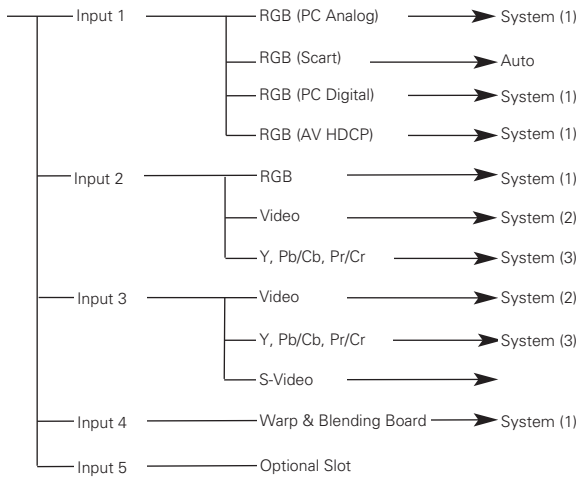 Input 1 RGB (PC Analog) System (1)
RGB (Scart) Auto
RGB (PC Digital) System (1)
RGB (AV HDCP) System (1)
Input 2 RGB System (1)
Video System (2)
Y, Pb/Cb, Pr/Cr System (3)
Input 3 Video System (2)
Y, Pb/Cb, Pr/Cr System (3)
S-Video
Input 4 Warp & Blending Board System (1)
Input 5 Optional Slot